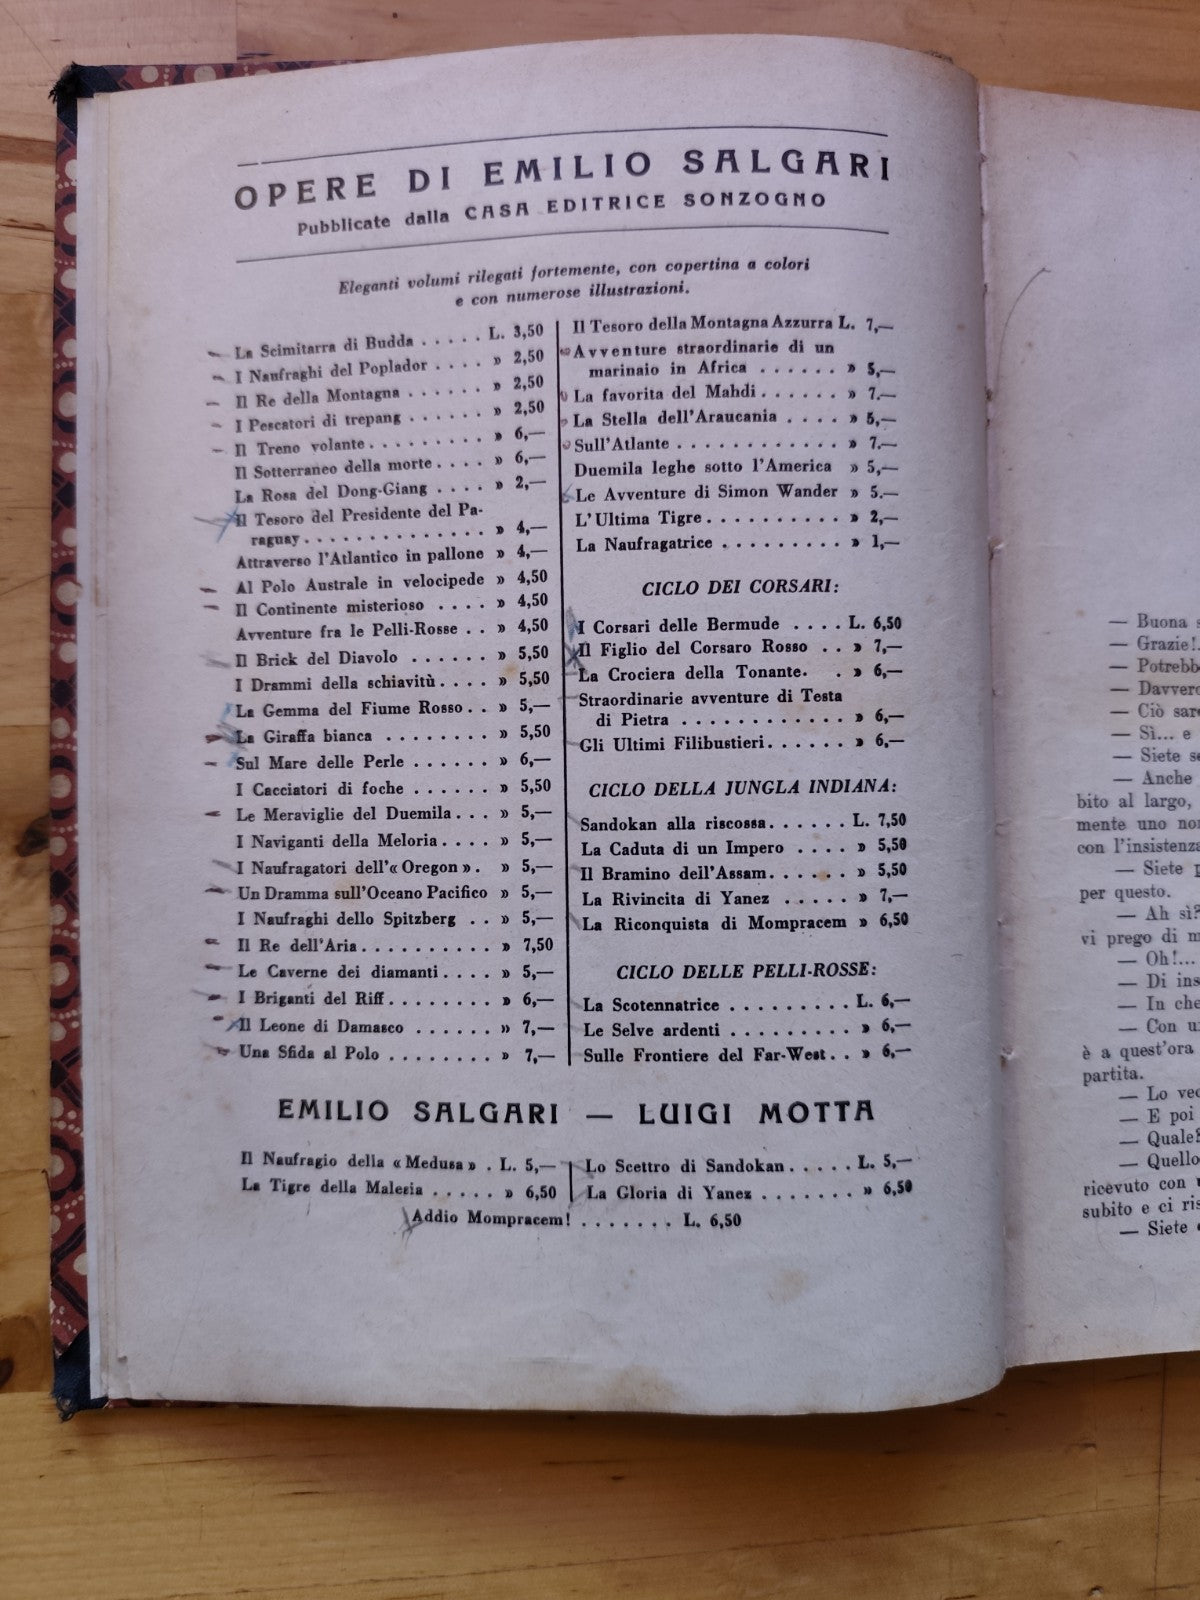 OPERE DI EMILIO SALGARI
Pubblicate dalla CASA EDITRICE SONZOGNO
Eleganti volumi rilegati fortemente, con copertina a colori
e con numerose illustrazioni.
La Scimitarra di Budda . . . . . L. 3,50
I Naufraghi del Poplador . . . . » 2,50
Il Re della Montagna . . . . . . » 2,50
I Pescatori di trepang . . . . . . » 2,50
Il Treno volante . . . . . . . . . » 6,—
Il Sotterraneo della morte . . . . » 6,—
La Rosa del Dong-Giang . . . . » 2,—
Il Tesoro del Presidente del Pa-
raguay . . . . . . . . . . . . . . » 4,—
Attraverso l'Atlantico in pallone » 4,—
Al Polo Australe in velocipede » 4,50
Il Continente misterioso . . . . » 4,50
Avventure fra le Pelli-Rosse . . » 4,50
Il Brick del Diavolo . . . . . . » 5,50
I Drammi della schiavitù . . . . » 5,50
La Gemma del Fiume Rosso . . » 5,—
La Giraffa bianca . . . . . . . . » 5,50
Sul Mare delle Perle . . . . . . » 6,—
I Cacciatori di foche . . . . . . » 5,50
Le Meraviglie del Duemila . . . » 5,—
I Naviganti della Meloria . . . . » 5,—
I Naufragatori dell'« Oregon » . » 5,—
Un Dramma sull'Oceano Pacifico » 5,—
I Naufraghi dello Spitzberg . . » 5,—
Il Re dell'Aria . . . . . . . . . . » 7,50
Le Caverne dei diamanti . . . . » 5,—
I Briganti del Riff . . . . . . . . » 6,—
Il Leone di Damasco . . . . . . » 7,—
Una Sfida al Polo . . . . . . . . » 7,—
Il Tesoro della Montagna Azzurra L. 7,—
Avventure straordinarie di un
marinaio in Africa . . . . . . » 5,—
La favorita del Mahdi . . . . . . » 7.—
La Stella dell'Araucania . . . . » 5,—
Sull'Atlante . . . . . . . . . . . » 7.—
Duemila leghe sotto l'America » 5,—
Le Avventure di Simon Wander » 5.—
L'Ultima Tigre . . . . . . . . . . » 2,—
La Naufragatrice . . . . . . . . . » 1,—
CICLO DEI CORSARI:
I Corsari delle Bermude . . . . L. 6,50
Il Figlio del Corsaro Rosso . . » 7,—
La Crociera della Tonante. . » 6,—
Straordinarie avventure di Testa
di Pietra . . . . . . . . . . . . » 6,—
Gli Ultimi Filibustieri . . . . . . » 6,—
CICLO DELLA JUNGLA INDIANA:
Sandokan alla riscossa . . . . . . L. 7,50
La Caduta di un Impero . . . . » 5,50
Il Bramino dell'Assam . . . . . . » 5,50
La Rivincita di Yanez . . . . . » 7,—
La Riconquista di Mompracem » 6,50
CICLO DELLE PELLI-ROSSE:
La Scotennatrice . . . . . . . . . L. 6,—
Le Selve ardenti . . . . . . . . . » 6,—
Sulle Frontiere del Far-West . . » 6,—
EMILIO SALGARI — LUIGI MOTTA
Il Naufragio della « Medusa » . L. 5,—
La Tigre della Malesia . . . . . » 6,50
Lo Scettro di Sandokan . . . . . L. 5,—
La Gloria di Yanez . . . . . . . » 6,50
Addio Mompracem! . . . . . . . L. 6,50
— Buona
— Grazie!.
— Potrebb
— Davverc
— Ciò sar
— Sì... e
— Siete s
— Anche
bito al largo,
mente uno no
con l'insistenza
— Siete
per questo.
— Ah sì?
vi prego di m
— Oh!...
— Di ins
— In che
— Con u
è a quest'ora
partita.
— Lo ve
— E poi
— Quale?
— Quello
ricevuto con
subito e ci ris
— Siete